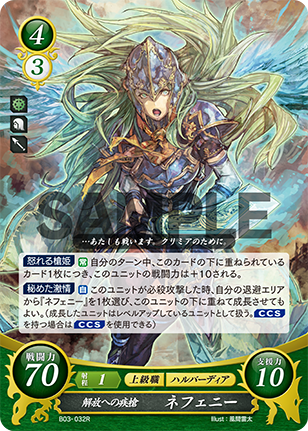 4
3
SAMPLE
…あたしも戦います。クリミアのために。
怒れる槍姫 常 自分のターン中、このカードの下に重ねられている
カード1枚につき、このユニットの戦闘力は+10される。
秘めた激情 自 このユニットが必殺攻撃した時、自分の退避エリア
から『ネフェニー』を1枚選び、このユニットの下に重ねて成長させても
よい。(成長したユニットはレベルアップしているユニットとして扱う。CCS
を持つ場合は CCS を使用できる)
戦闘力
70
射程 1 上級職 ハルバーディア
支援力
10
解放への疾槍 ネフェニー
B03-032R
Illust:風間雷太